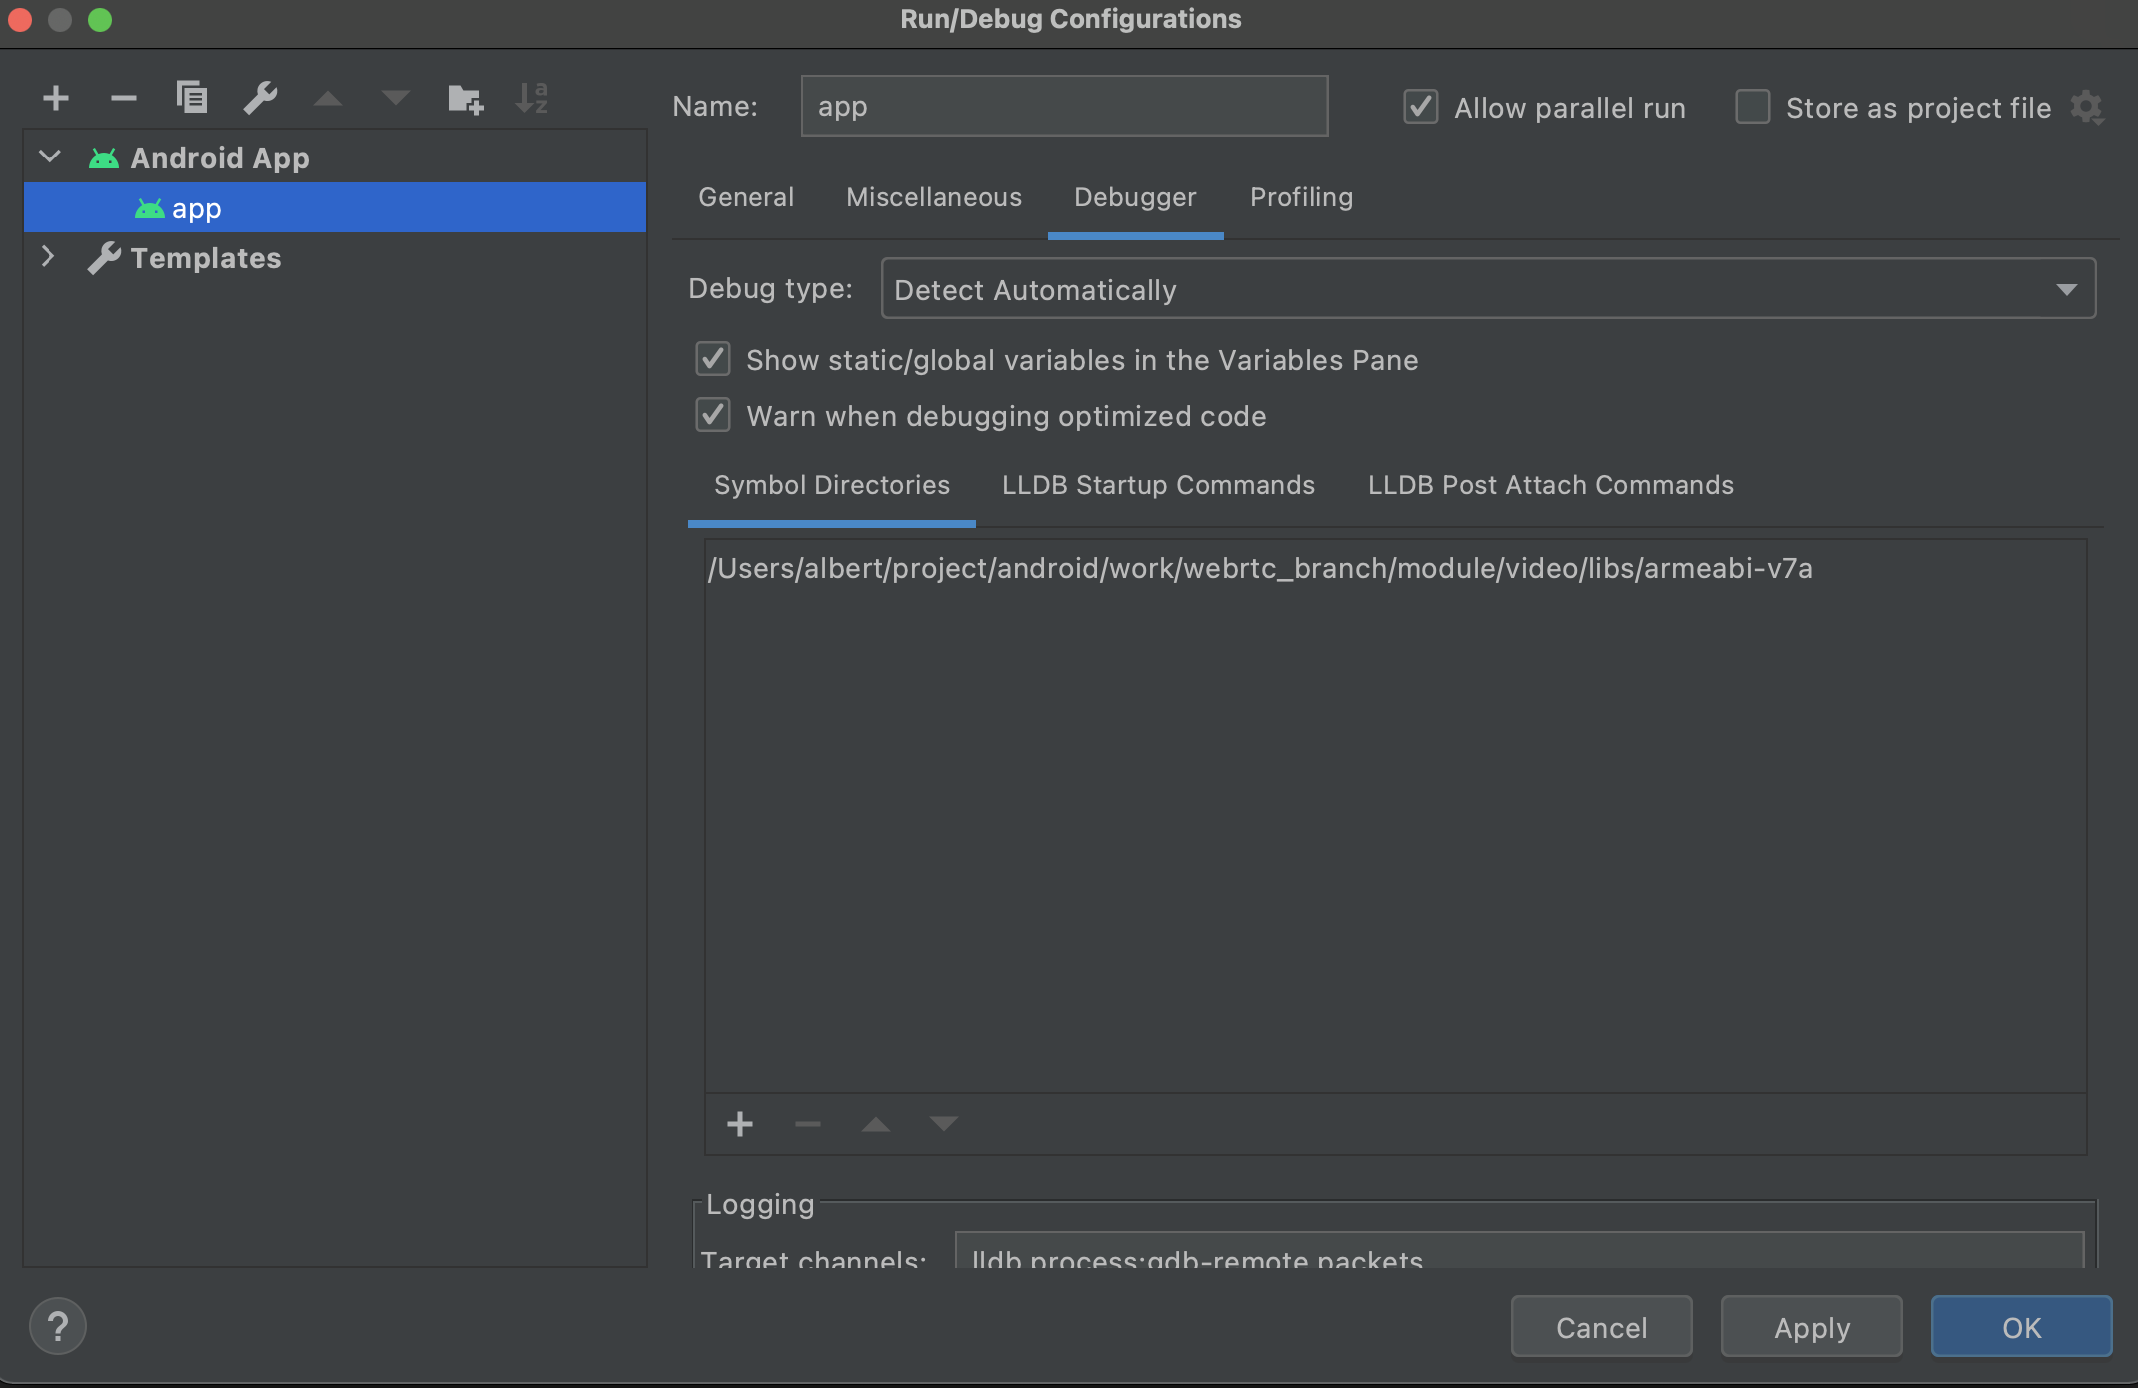 Run/Debug Configurations
Name: app Allow parallel run Store as project file
Android App
app
Templates
General Miscellaneous Debugger Profiling
Debug type: Detect Automatically
Show static/global variables in the Variables Pane
Warn when debugging optimized code
Symbol Directories LLDB Startup Commands LLDB Post Attach Commands
/Users/albert/project/android/work/webrtc_branch/module/video/libs/armeabi-v7a
Logging
Target channels: lldb process:gdb-remote packets
? Cancel Apply OK